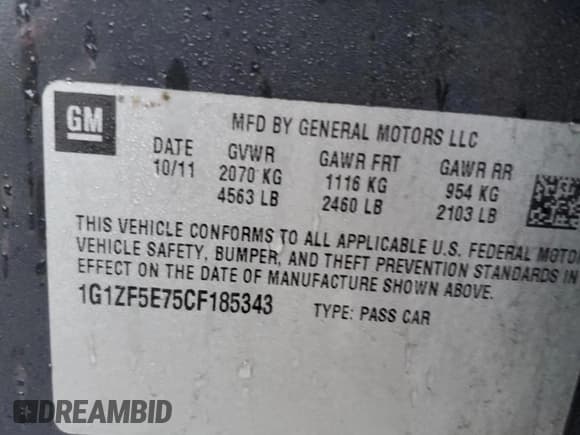 GM
MFD BY GENERAL MOTORS LLC
DATE GVWR GAWR FRT GAWR RR
10/11 2070 KG 1116 KG 954 KG
4563 LB 2460 LB 2103 LB
THIS VEHICLE CONFORMS TO ALL APPLICABLE U.S. FEDERAL MOTO
VEHICLE SAFETY, BUMPER, AND THEFT PREVENTION STANDARDS IN
EFFECT ON THE DATE OF MANUFACTURE SHOWN ABOVE.
1G1ZF5E75CF185343 TYPE: PASS CAR
DREAMBID